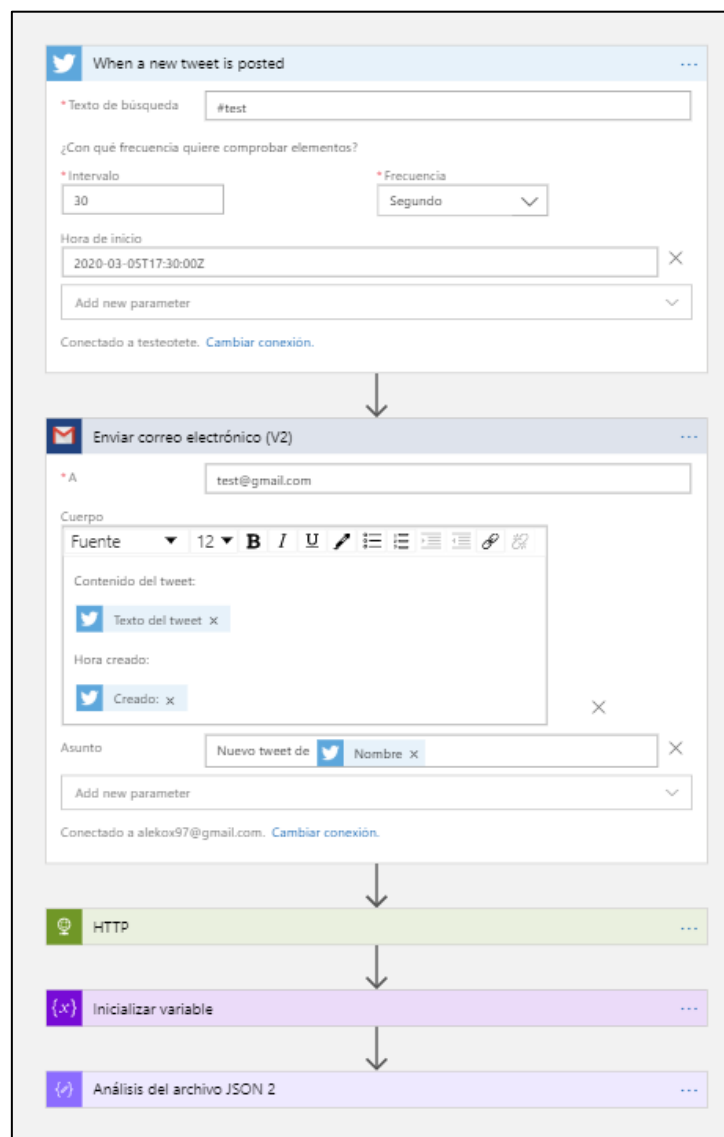 When a new tweet is posted
* Texto de búsqueda #test
¿Con qué frecuencia quiere comprobar elementos?
* Intervalo * Frecuencia
30 Segundo
Hora de inicio
2020-03-05T17:30:00Z
Add new parameter
Conectado a testeotete. Cambiar conexión.
Enviar correo electrónico (V2)
* A test@gmail.com
Cuerpo
Fuente 12 B I U
Contenido del tweet:
Texto del tweet ×
Hora creado:
Creado: ×
Asunto Nuevo tweet de Nombre ×
Add new parameter
Conectado a alekox97@gmail.com. Cambiar conexión.
HTTP
{x} Inicializar variable
Análisis del archivo JSON 2